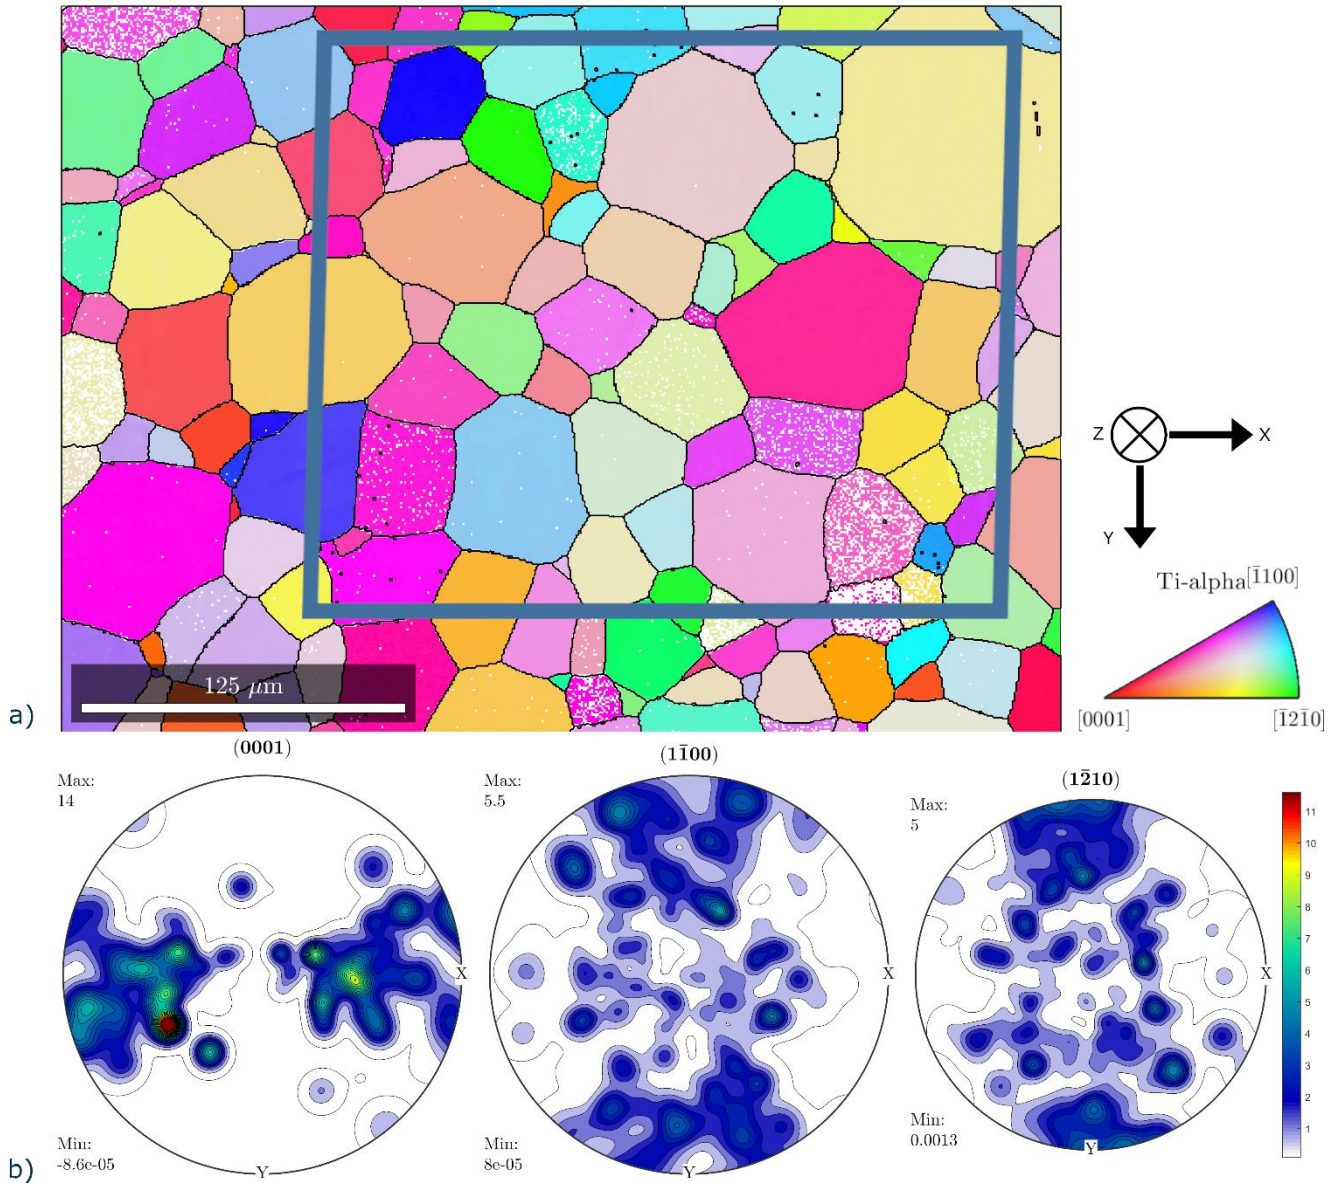 Z
X
Y
Ti-alpha
[1̅100]
[0001]
[1̅21̅0]
125 μm
a)
(0001)
Max:
14
X
Y
Min:
-8.6e-05
(11̅00)
Max:
5.5
X
Y
Min:
8e-05
(12̅10)
Max:
5
X
Y
Min:
0.0013
11
10
9
8
7
6
5
4
3
2
1
b)